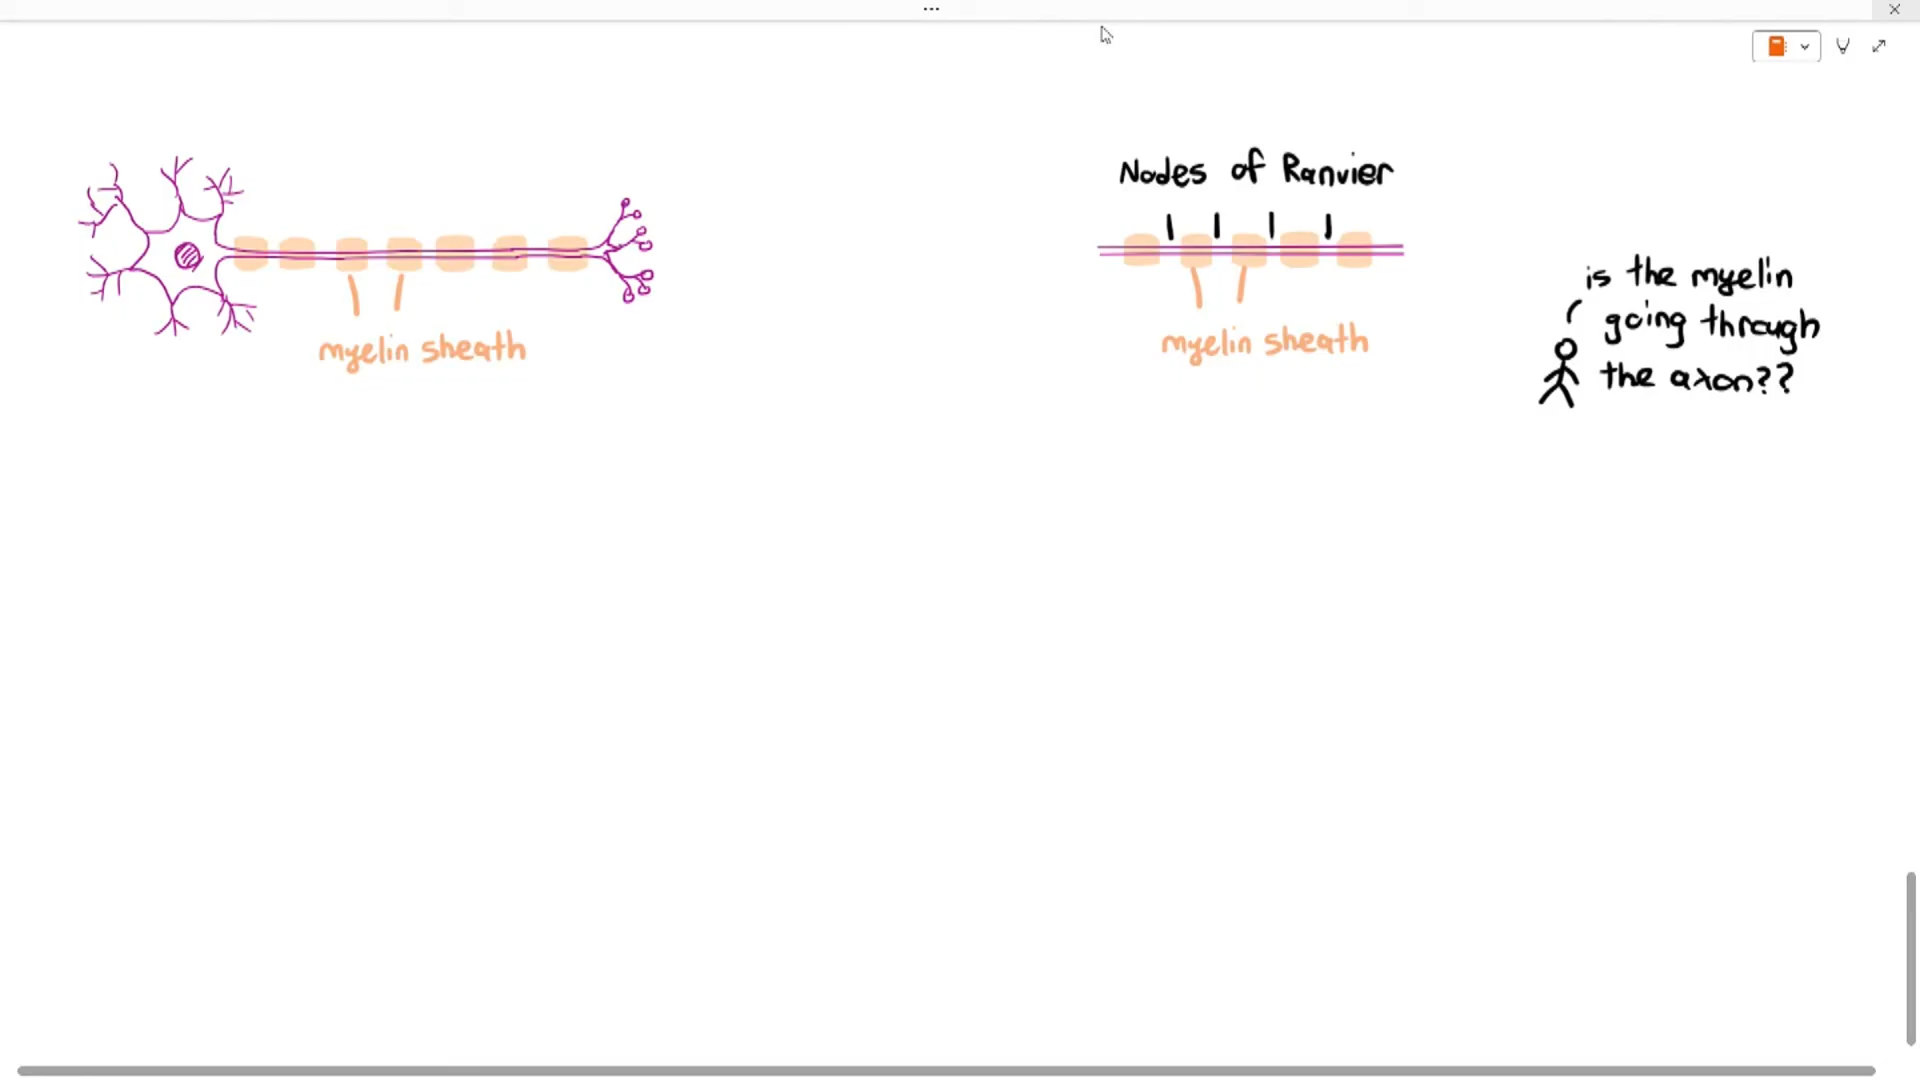 myelin sheath
Nodes of Ranvier
myelin sheath
is the myelin
going through
the axon??